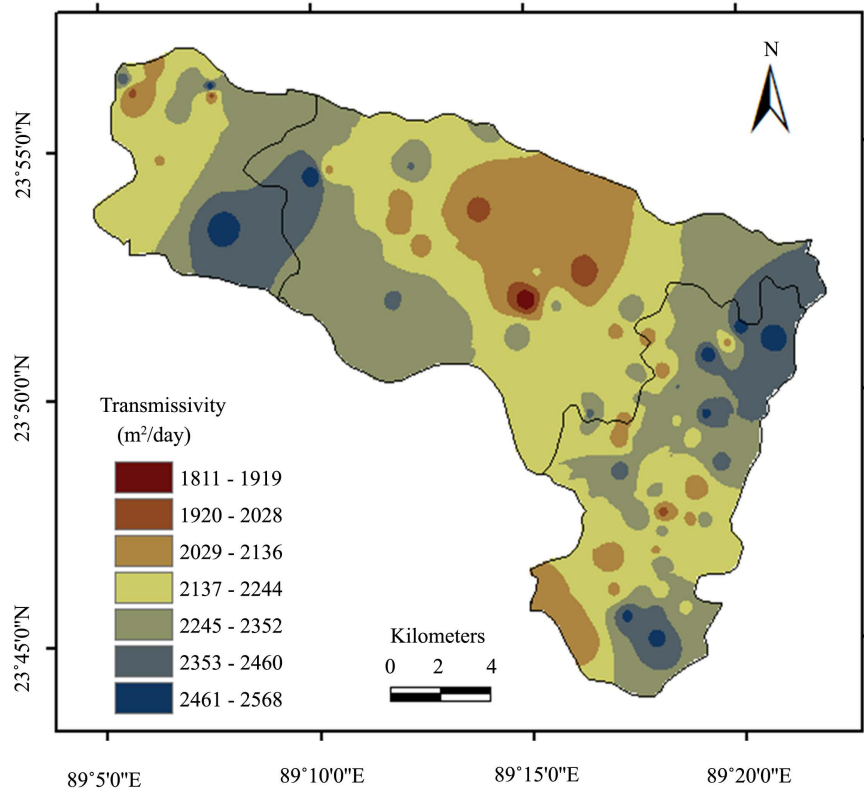 N
23˚55'0"N
23˚50'0"N
23˚45'0"N
Transmissivity
(m²/day)
1811 - 1919
1920 - 2028
2029 - 2136
2137 - 2244
2245 - 2352
2353 - 2460
2461 - 2568
Kilometers
0 2 4
89˚5'0"E 89˚10'0"E 89˚15'0"E 89˚20'0"E